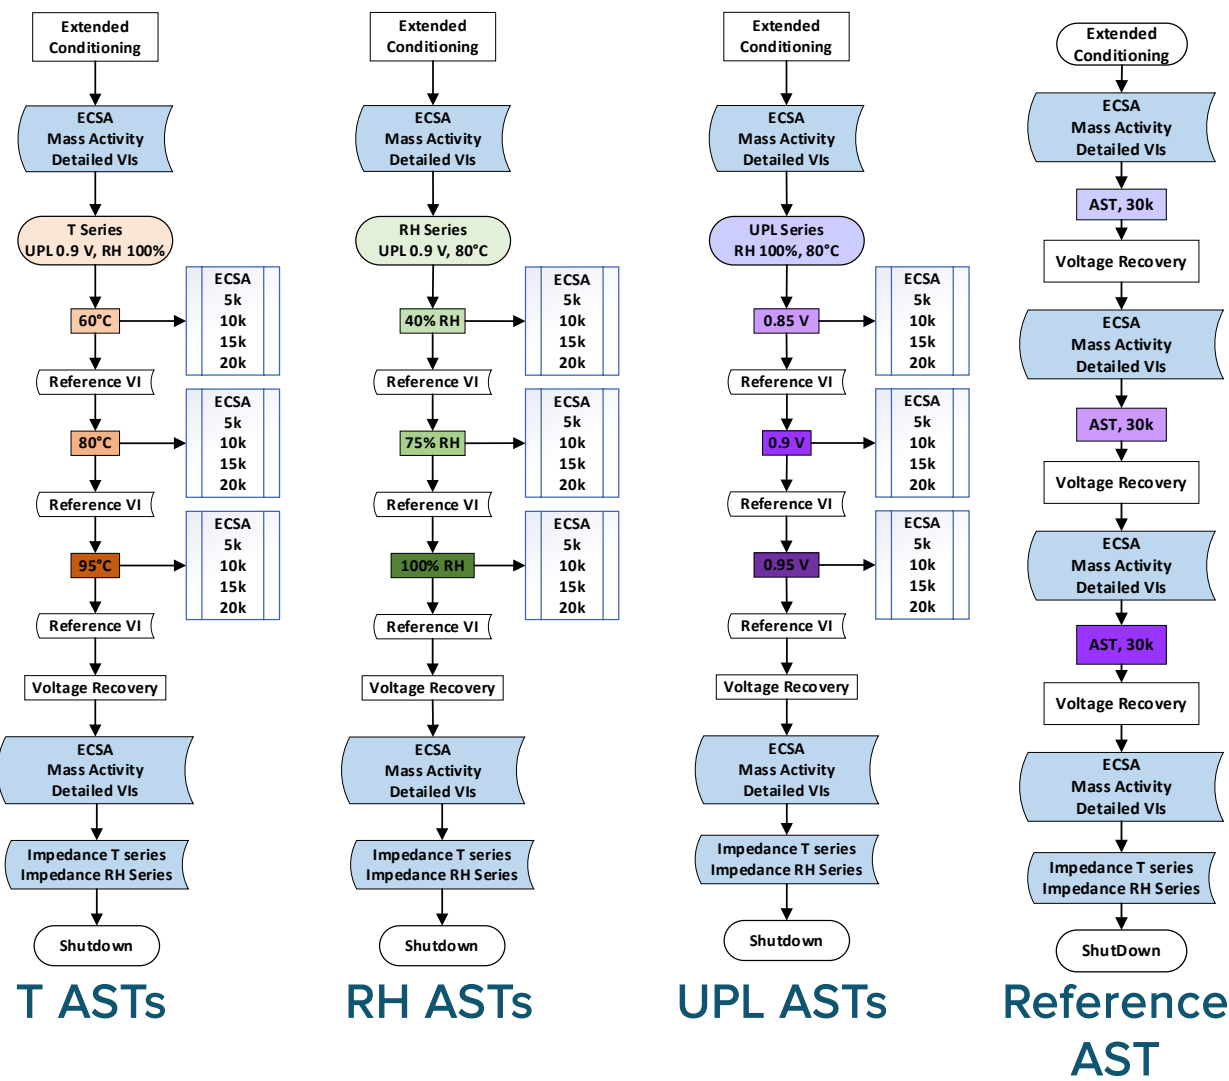 Extended
Conditioning
ECSA
Mass Activity
Detailed VIs
T Series
UPL 0.9 V, RH 100%
60°C
ECSA
5k
10k
15k
20k
Reference VI
80°C
ECSA
5k
10k
15k
20k
Reference VI
95°C
ECSA
5k
10k
15k
20k
Reference VI
Voltage Recovery
ECSA
Mass Activity
Detailed VIs
Impedance T series
Impedance RH Series
Shutdown
T ASTs
Extended
Conditioning
ECSA
Mass Activity
Detailed VIs
RH Series
UPL 0.9 V, 80°C
40% RH
ECSA
5k
10k
15k
20k
Reference VI
75% RH
ECSA
5k
10k
15k
20k
Reference VI
100% RH
ECSA
5k
10k
15k
20k
Reference VI
Voltage Recovery
ECSA
Mass Activity
Detailed VIs
Impedance T series
Impedance RH Series
Shutdown
RH ASTs
Extended
Conditioning
ECSA
Mass Activity
Detailed VIs
UPL Series
RH 100%, 80°C
0.85 V
ECSA
5k
10k
15k
20k
Reference VI
0.9 V
ECSA
5k
10k
15k
20k
Reference VI
0.95 V
ECSA
5k
10k
15k
20k
Reference VI
Voltage Recovery
ECSA
Mass Activity
Detailed VIs
Impedance T series
Impedance RH Series
Shutdown
UPL ASTs
Extended
Conditioning
ECSA
Mass Activity
Detailed VIs
AST, 30k
Voltage Recovery
ECSA
Mass Activity
Detailed VIs
AST, 30k
Voltage Recovery
ECSA
Mass Activity
Detailed VIs
AST, 30k
Voltage Recovery
ECSA
Mass Activity
Detailed VIs
Impedance T series
Impedance RH Series
ShutDown
Reference
AST